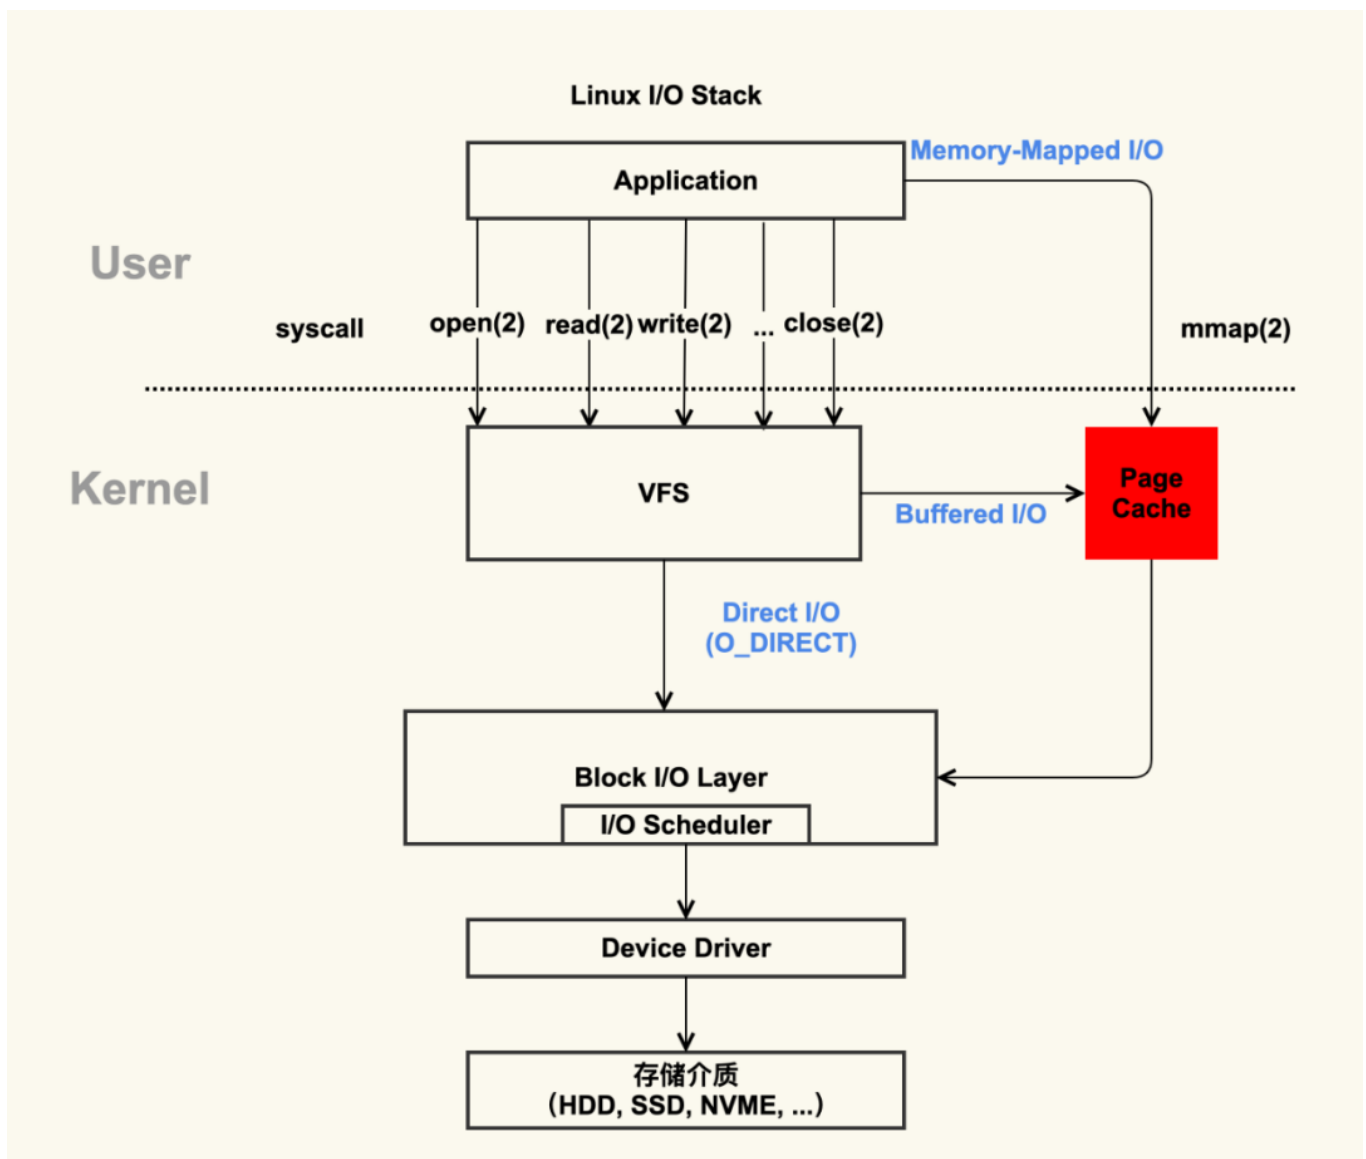 Linux I/O Stack
Memory-Mapped I/O
Application
User
syscall
open(2)
read(2)
write(2)
...
close(2)
mmap(2)
Kernel
VFS
Buffered I/O
Page
Cache
Direct I/O
(O_DIRECT)
Block I/O Layer
I/O Scheduler
Device Driver
存储介质
（HDD, SSD, NVME, ...）